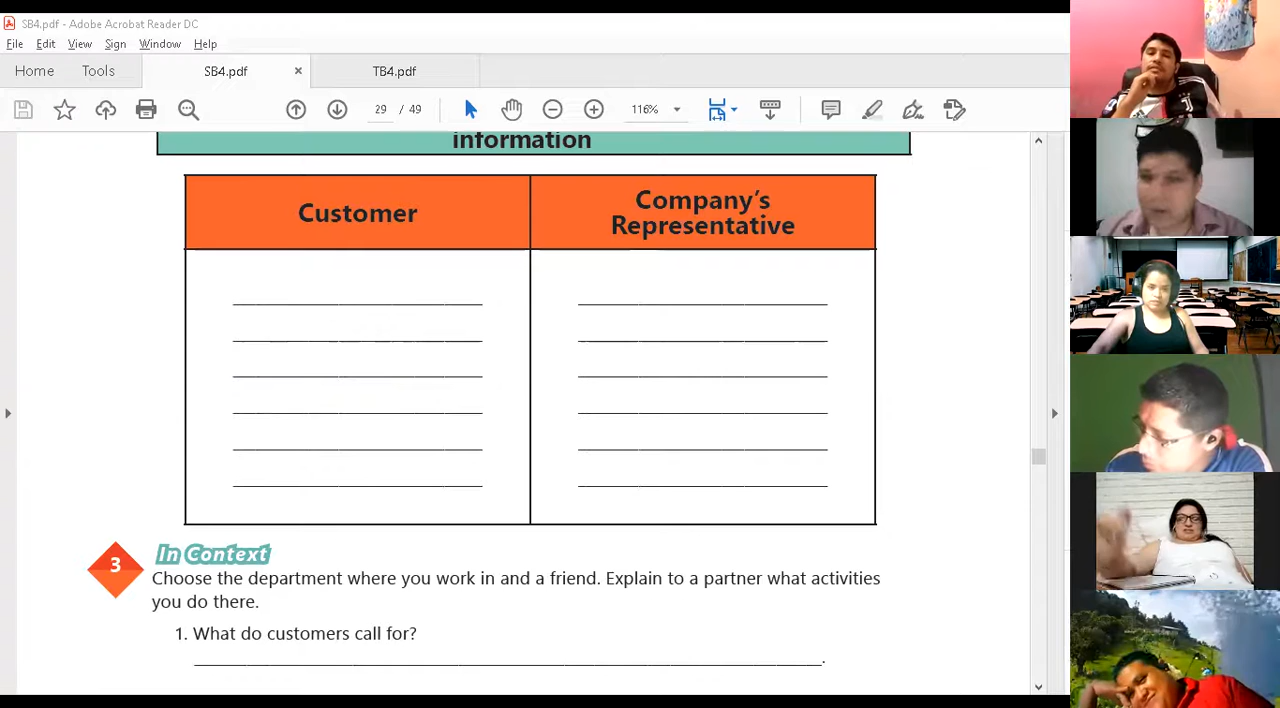 SB4.pdf - Adobe Acrobat Reader DC
File Edit View Sign Window Help
Home Tools SB4.pdf × TB4.pdf
29 / 49 116%
information
Customer
Company's
Representative
3
In Context
Choose the department where you work in and a friend. Explain to a partner what activities
you do there.
1. What do customers call for?